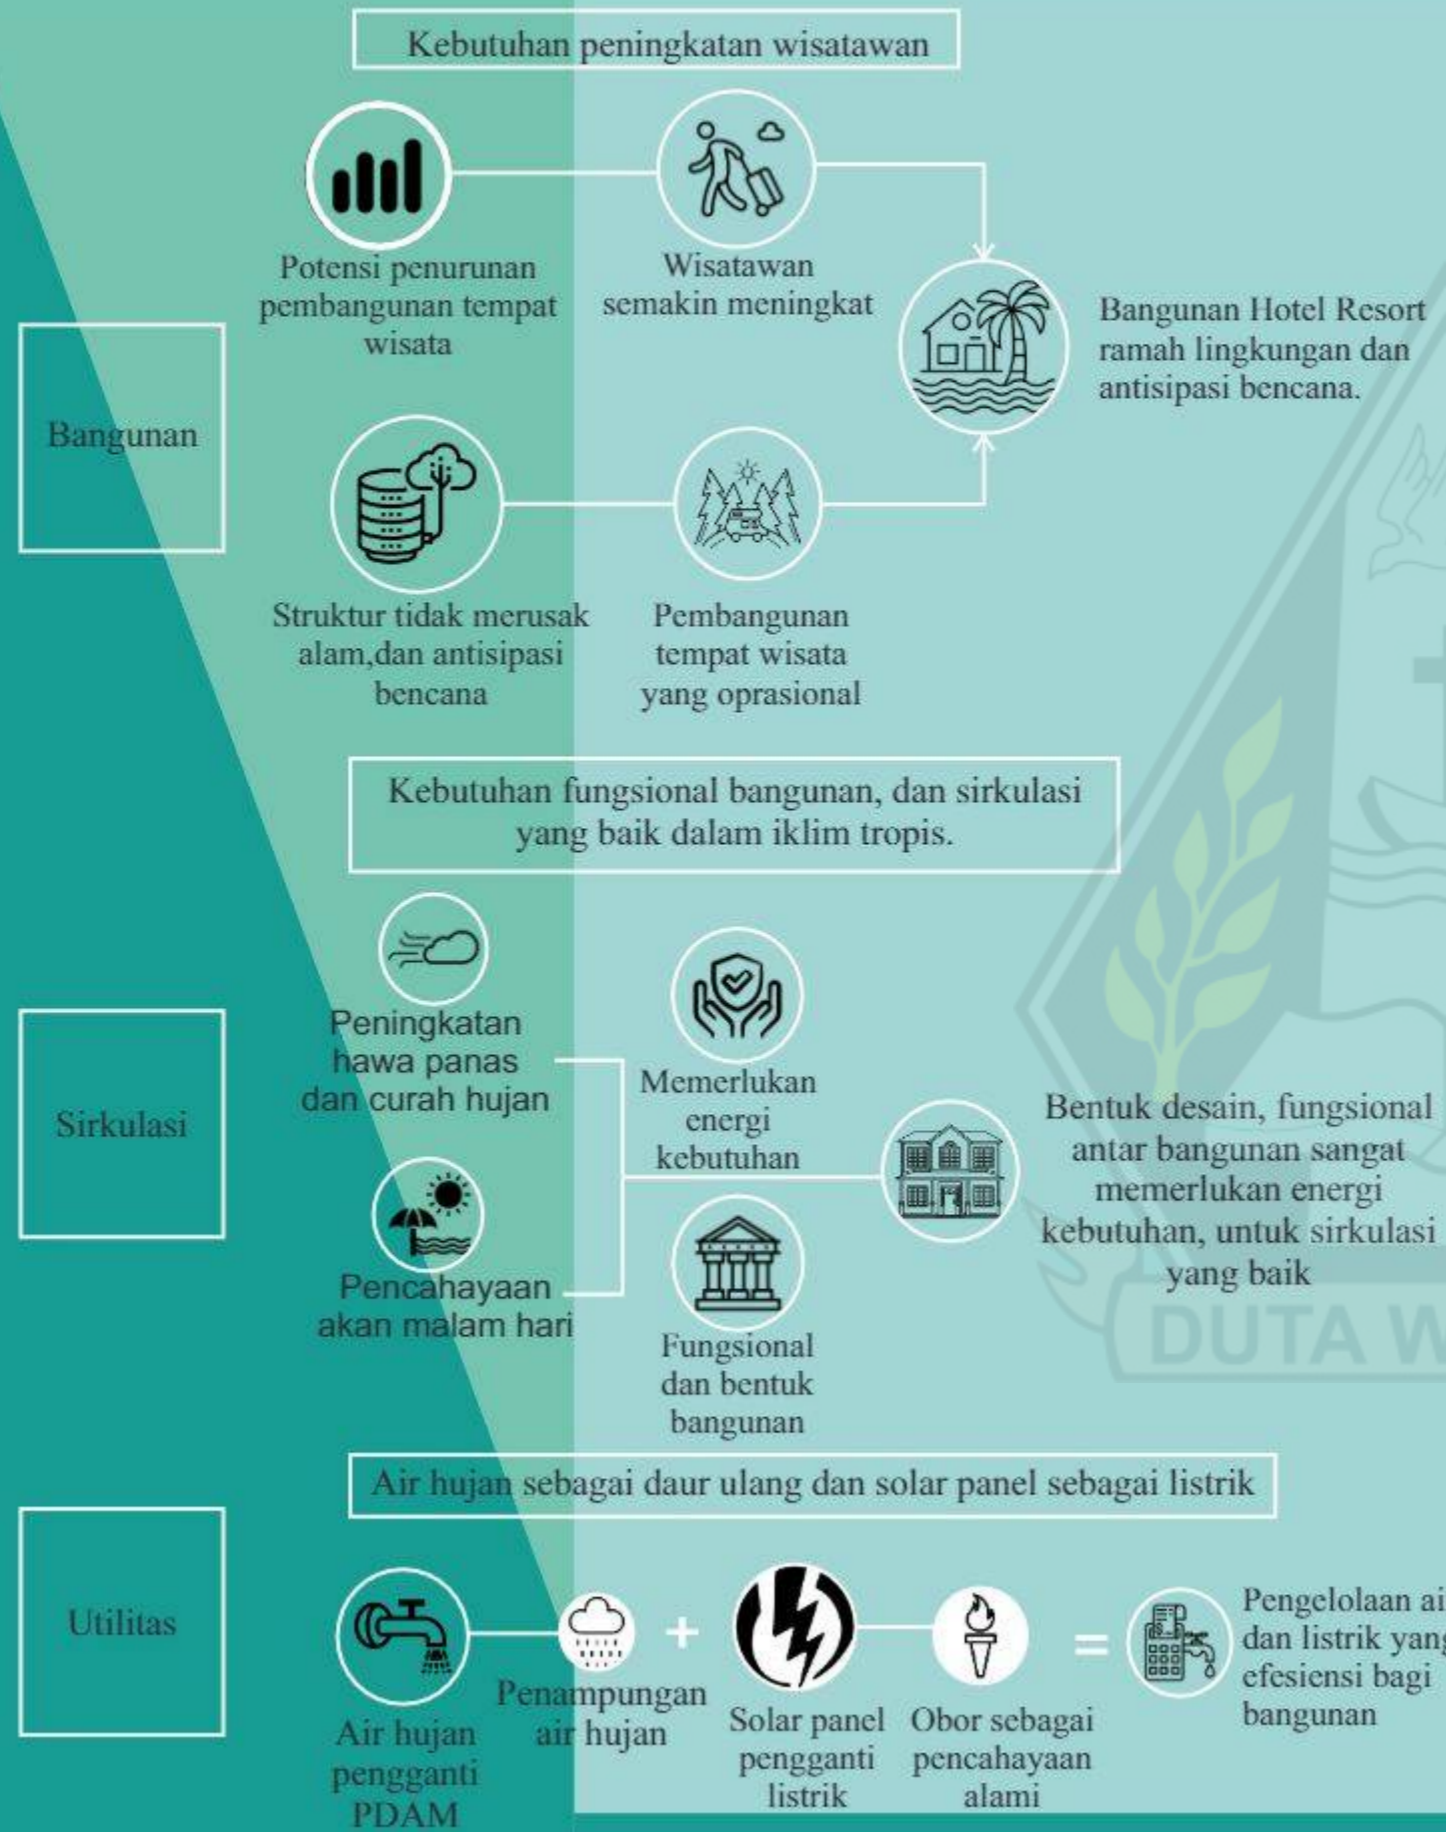 Kebutuhan peningkatan wisatawan
Potensi penurunan
pembangunan tempat
wisata
Wisatawan
semakin meningkat
Bangunan Hotel Resort
ramah lingkungan dan
antisipasi bencana.
Bangunan
Struktur tidak merusak
alam,dan antisipasi
bencana
Pembangunan
tempat wisata
yang oprasional
Kebutuhan fungsional bangunan, dan sirkulasi
yang baik dalam iklim tropis.
Peningkatan
hawa panas
dan curah hujan
Memerlukan
energi
kebutuhan
Sirkulasi
Bentuk desain, fungsional
antar bangunan sangat
memerlukan energi
kebutuhan, untuk sirkulasi
yang baik
Pencahayaan
akan malam hari
Fungsional
dan bentuk
bangunan
DUTA W
Air hujan sebagai daur ulang dan solar panel sebagai listrik
Utilitas
Air hujan
pengganti
PDAM
Penampungan
air hujan
+
Solar panel
pengganti
listrik
Obor sebagai
pencahayaan
alami
=
Pengelolaan ai
dan listrik yang
efesiensi bagi
bangunan